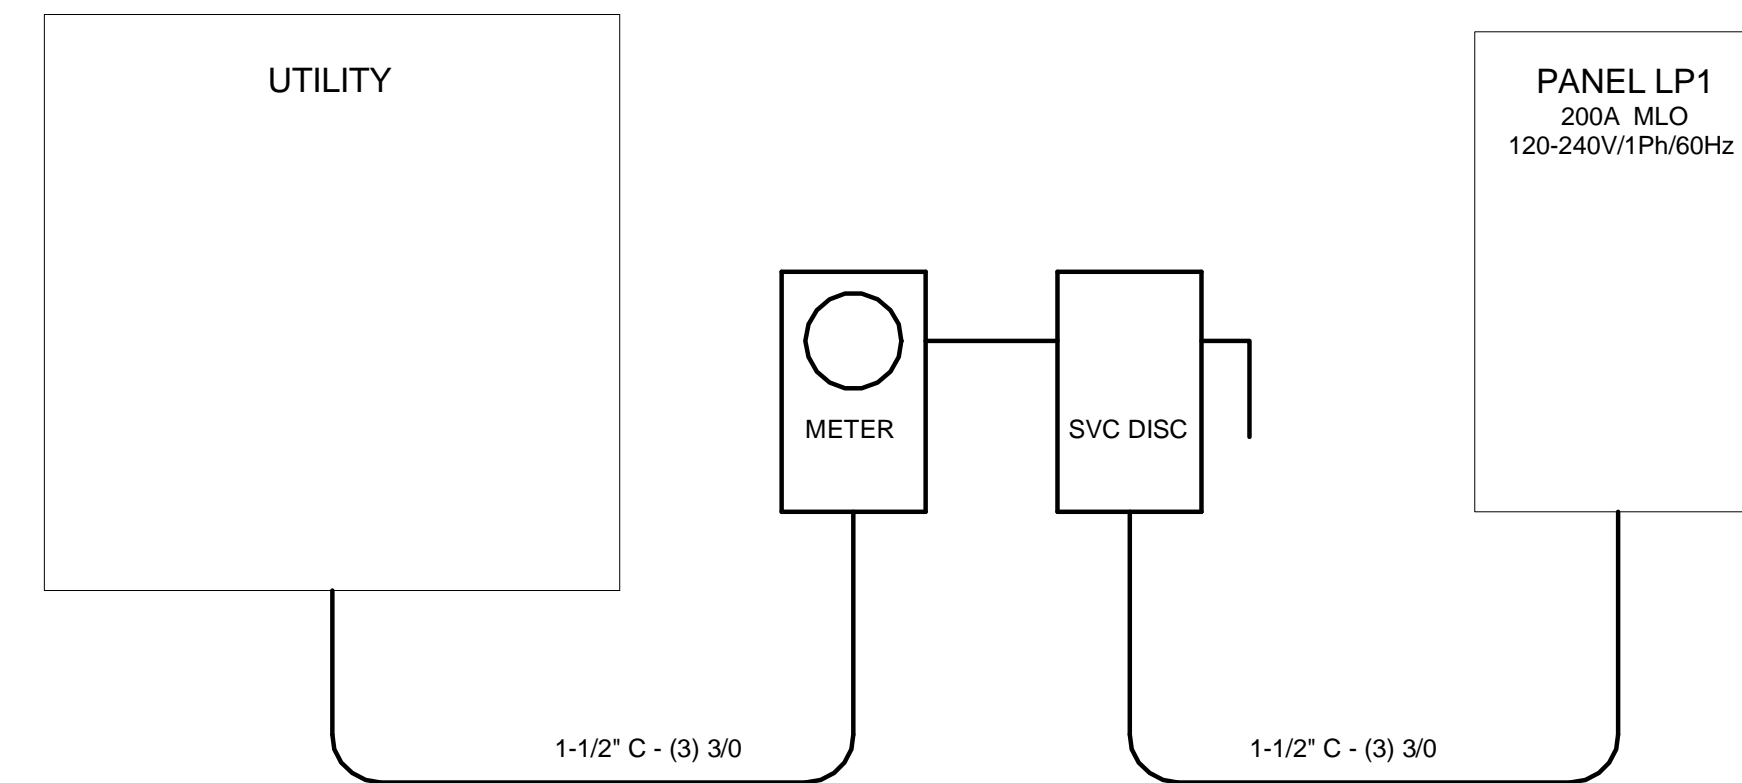 UTILITY
PANEL LP1
200A MLO
120-240V/1Ph/60Hz
METER
SVC DISC
1-1/2" C - (3) 3/0
1-1/2" C - (3) 3/0